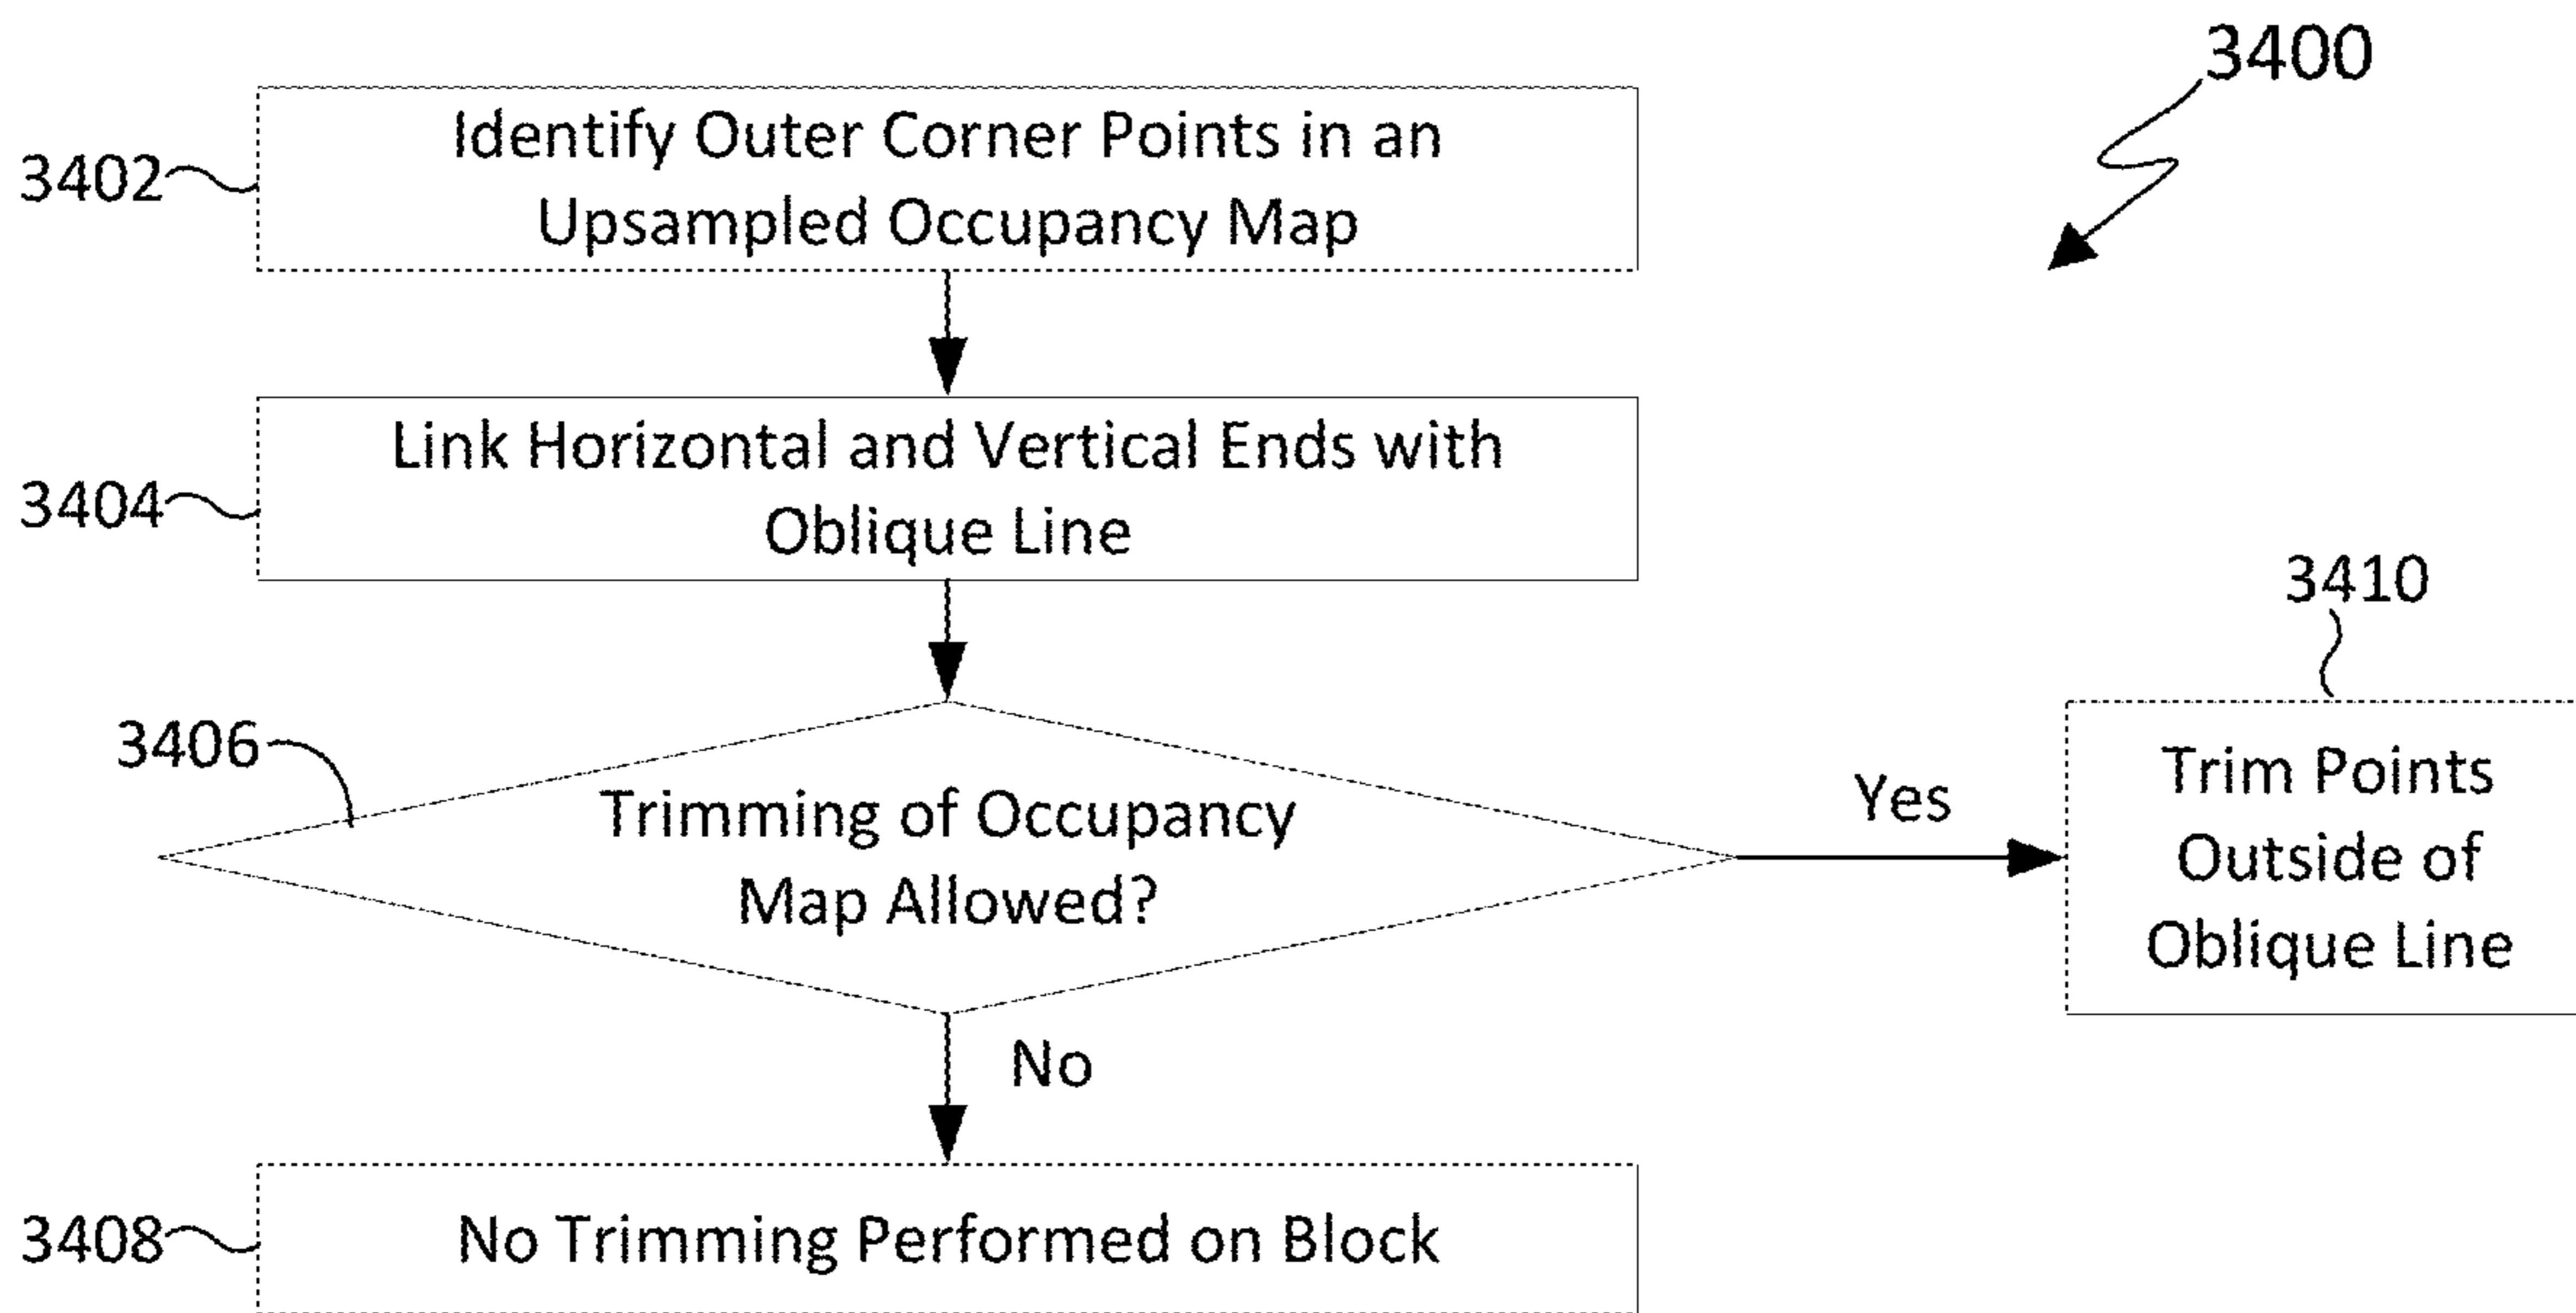 3400
3402
Identify Outer Corner Points in an
Upsampled Occupancy Map
3404
Link Horizontal and Vertical Ends with
Oblique Line
3406
Trimming of Occupancy
Map Allowed?
Yes
3410
Trim Points
Outside of
Oblique Line
No
3408
No Trimming Performed on Block